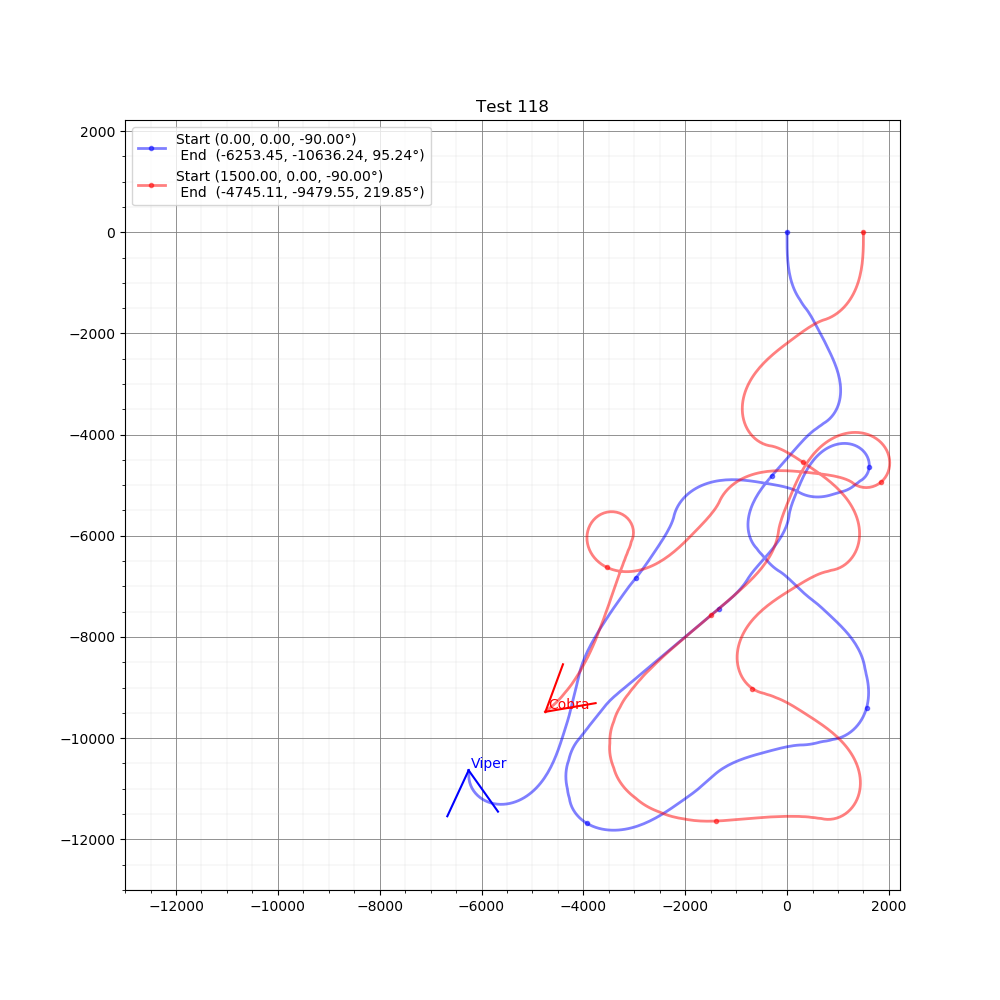 Test 118
Start (0.00, 0.00, -90.00°)
End (-6253.45, -10636.24, 95.24°)
Start (1500.00, 0.00, -90.00°)
End (-4745.11, -9479.55, 219.85°)
2000
0
−2000
−4000
−6000
−8000
−10000
−12000
Cobra
Viper
−12000 −10000 −8000 −6000 −4000 −2000 0 2000